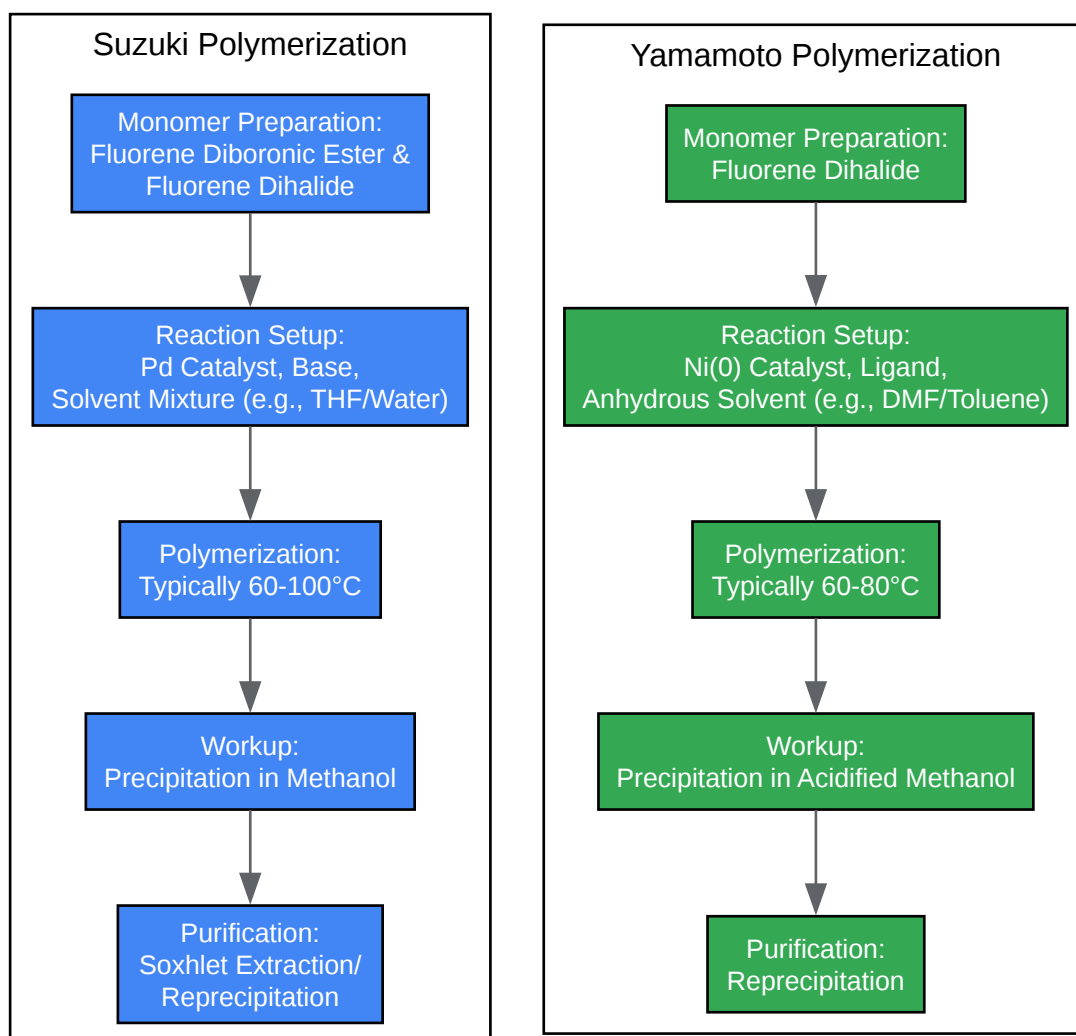 Suzuki Polymerization
Monomer Preparation:
Fluorene Diboronic Ester &
Fluorene Dihalide
Reaction Setup:
Pd Catalyst, Base,
Solvent Mixture (e.g., THF/Water)
Polymerization:
Typically 60-100°C
Workup:
Precipitation in Methanol
Purification:
Soxhlet Extraction/
Reprecipitation
Yamamoto Polymerization
Monomer Preparation:
Fluorene Dihalide
Reaction Setup:
Ni(0) Catalyst, Ligand,
Anhydrous Solvent (e.g., DMF/Toluene)
Polymerization:
Typically 60-80°C
Workup:
Precipitation in Acidified Methanol
Purification:
Reprecipitation